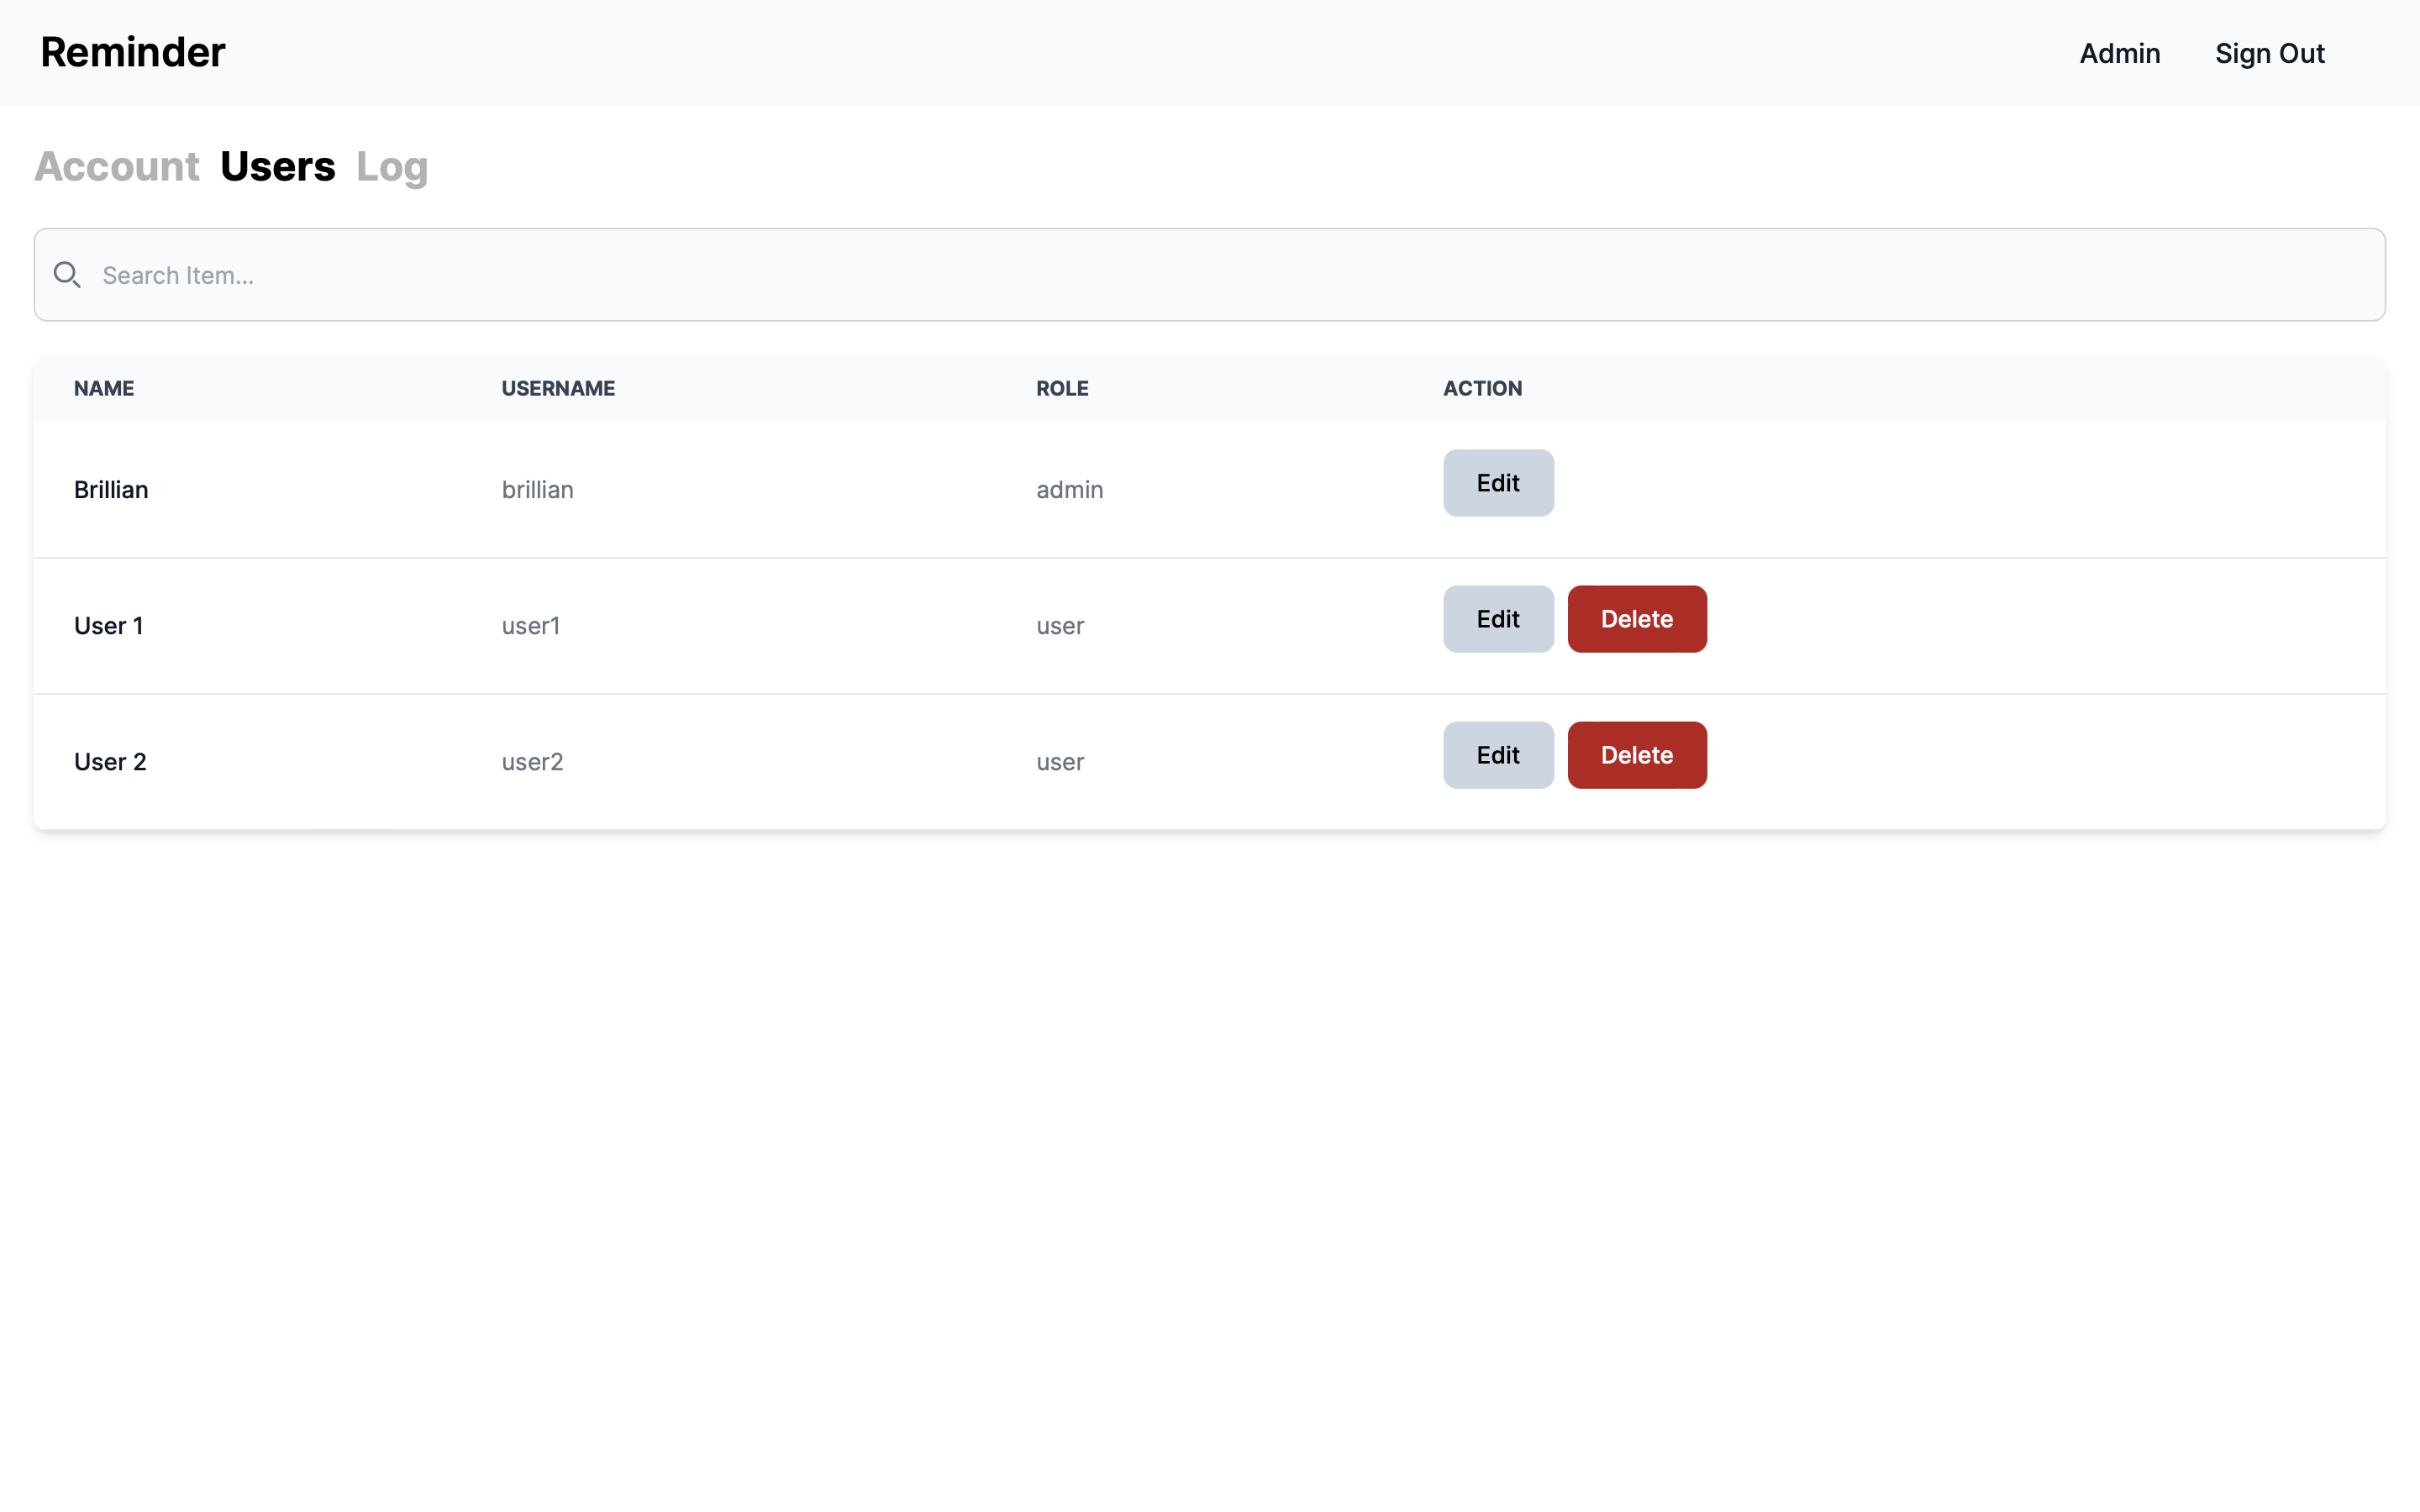 Reminder Admin Sign Out
Account Users Log
Search Item...
NAME USERNAME ROLE ACTION
Brillian brillian admin Edit
User 1 user1 user Edit Delete
User 2 user2 user Edit Delete